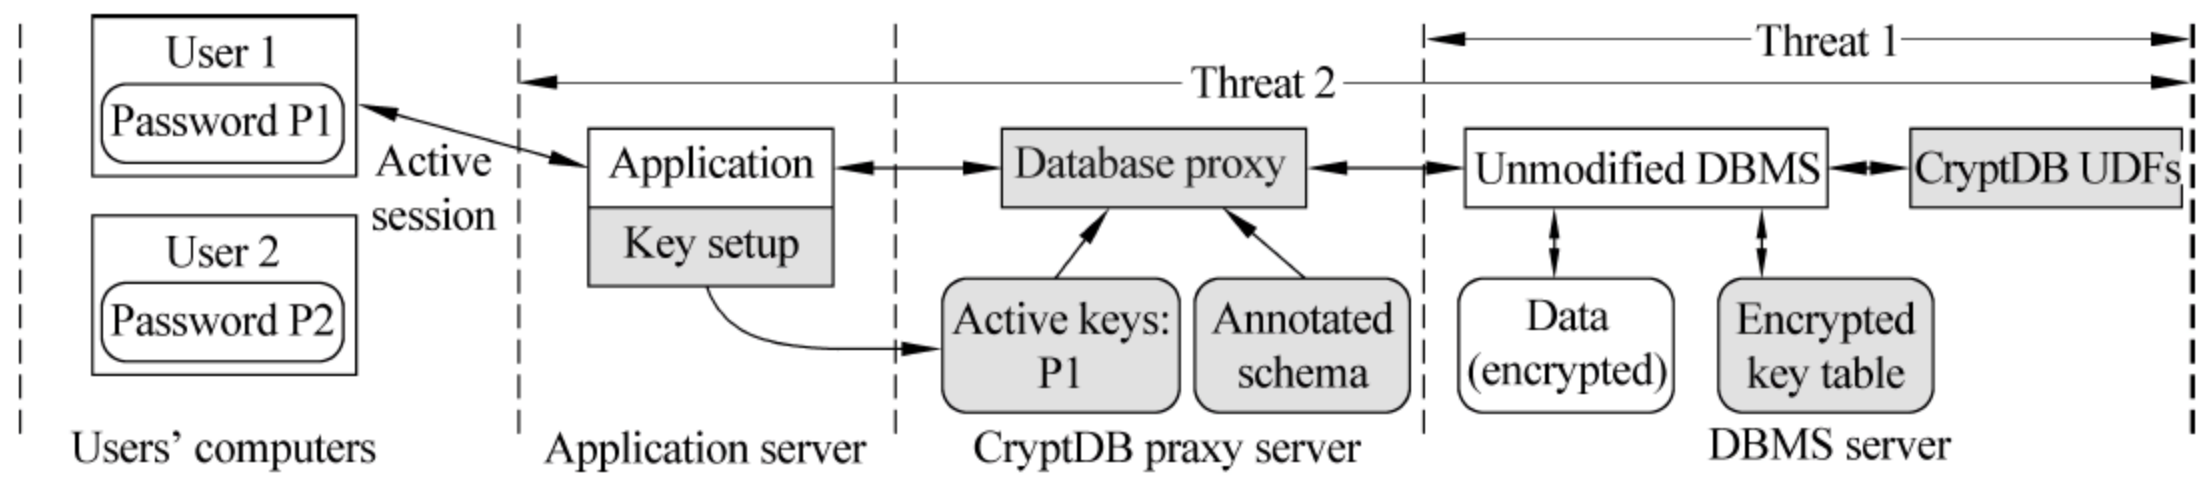 User 1
Password P1
Active
session
User 2
Password P2
Users’ computers
Threat 2
Application
Key setup
Application server
Database proxy
Active keys:
P1
Annotated
schema
CryptDB praxy server
Threat 1
Unmodified DBMS
CryptDB UDFs
Data
(encrypted)
Encrypted
key table
DBMS server